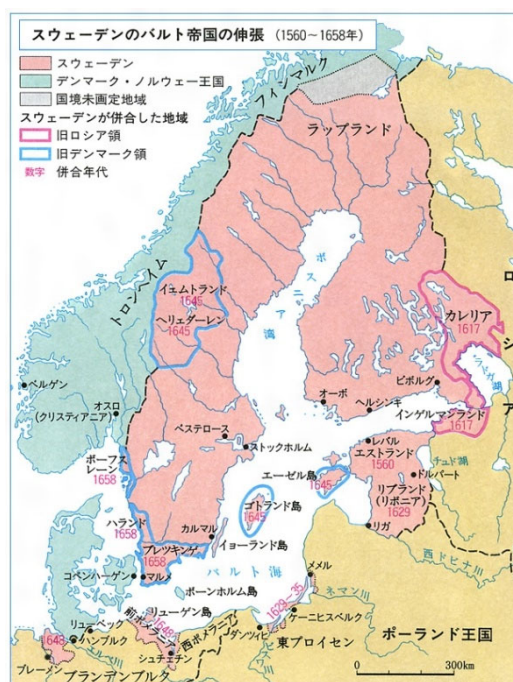 スウェーデンのバルト帝国の伸張（1560～1658年）
スウェーデン
デンマーク・ノルウェー王国
国境未画定地域
スウェーデンが併合した地域
旧ロシア領
旧デンマーク領
数字 併合年代
フィンマルク
ラップランド
ボスニア湾
トロンヘイム
イェムトランド
1645
ヘリェダーレン
1645
ロシア
カレリア
1617
ラドガ湾
ビボルグ
インゲルマンランド
1617
ベルゲン
オスロ
(クリスティアニア)
オーボ
ヘルシンキ
ベステロース
ストックホルム
レバル
エストランド
1560
チュド湖
ドルパート
リブランド
(リボニア)
1629
リガ
ボーフス
レーン
1658
エーゼル島
1645
ゴトランド島
1645
ハランド
1658
カルマル
イョーランド島
ブレツキンゲ
1658
西ドビナ川
バルト海
コペンハーゲン
マルメ
ボーンホルム島
メメル
ネマン川
1629～35
ケーニヒスベルク
リューゲン島
リューベック
前ポメラニア
1648
西ポメラニア
ダンツィヒ
東プロイセン
ポーランド王国
1643
ハンブルク
エルベ川
シュチェチン
ブレーメン
ブランデンブルク
0 300km